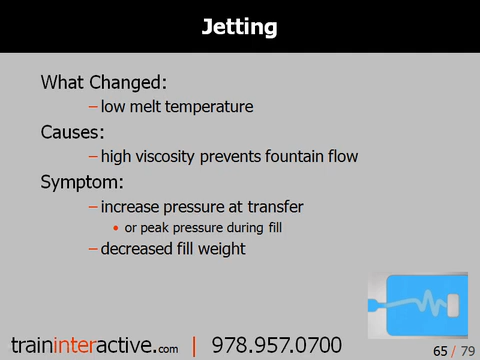 Jetting
What Changed:
– low melt temperature
Causes:
– high viscosity prevents fountain flow
Symptom:
– increase pressure at transfer
• or peak pressure during fill
– decreased fill weight
traininteractive.com | 978.957.0700
65 / 79